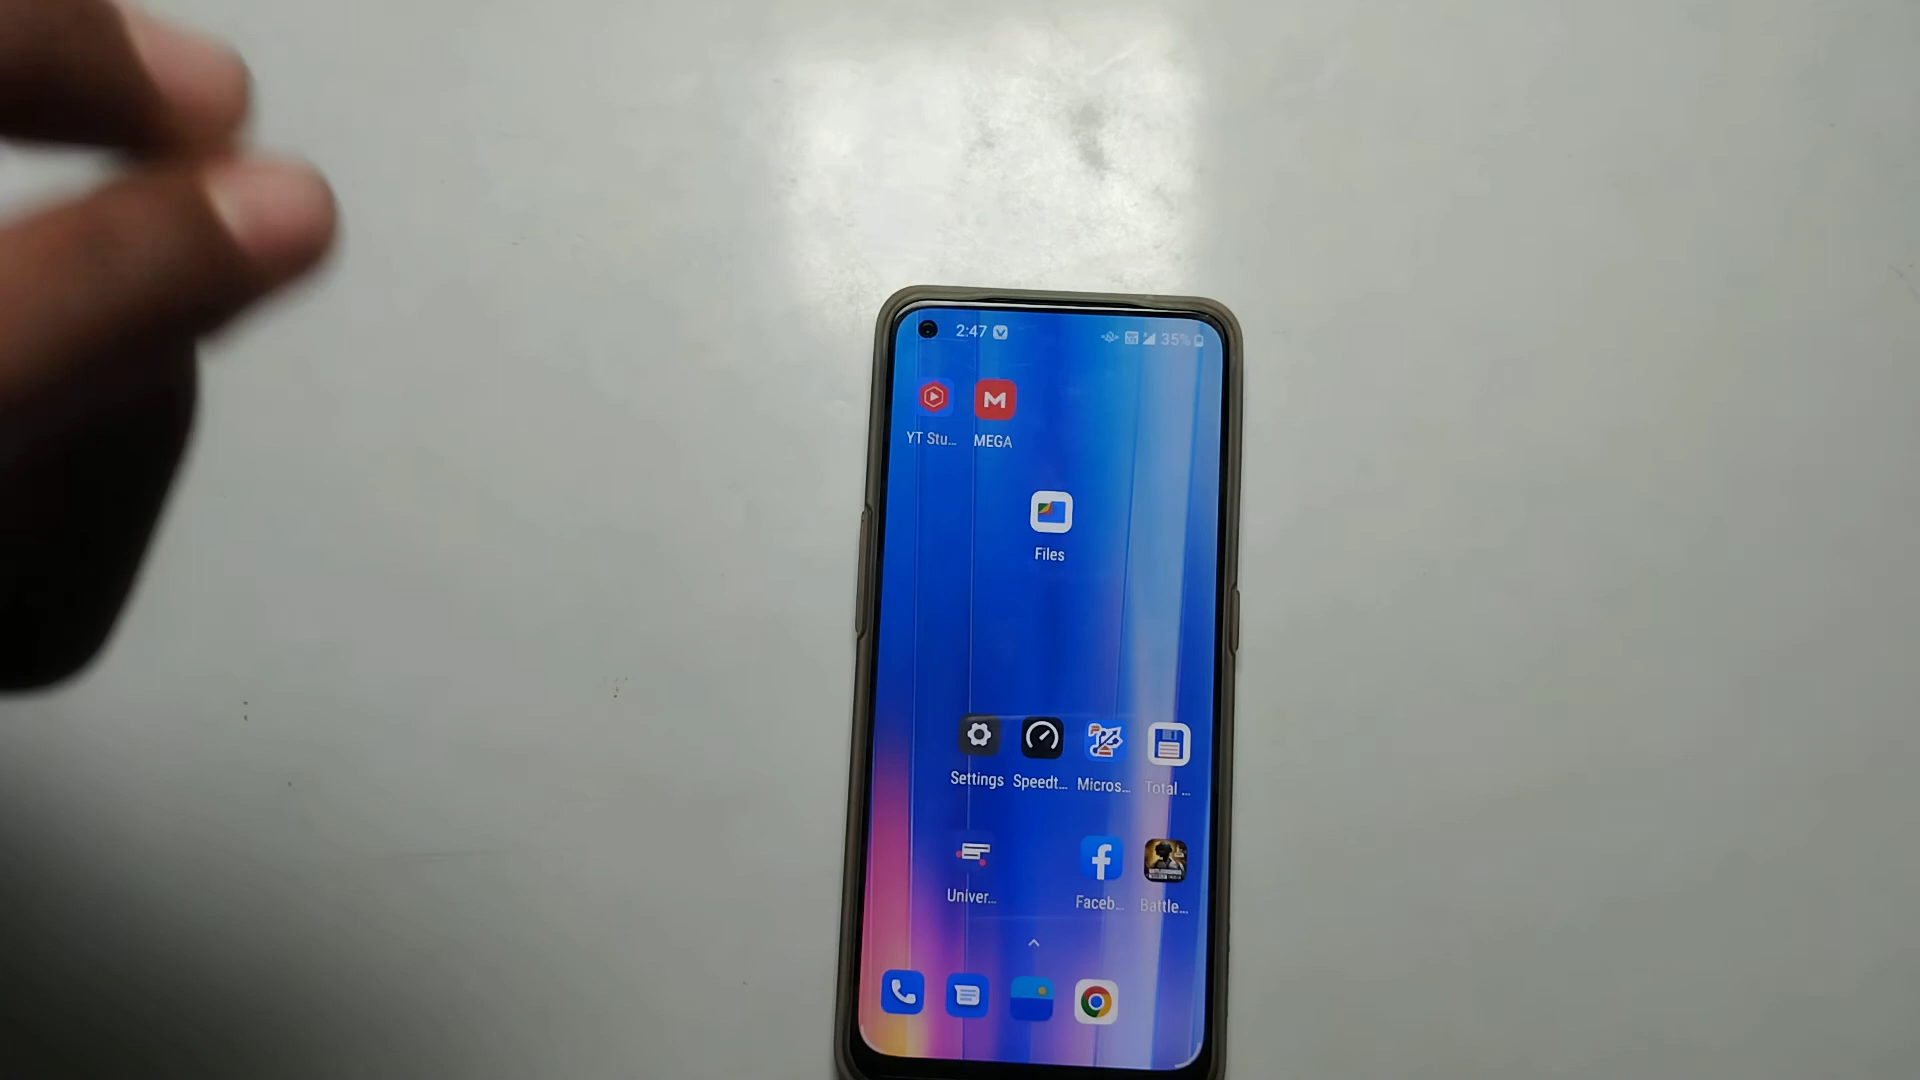 2:47
35%
YT Stu... MEGA
Files
Settings Speedt... Micros... Total ...
Univer... Faceb... Battle...